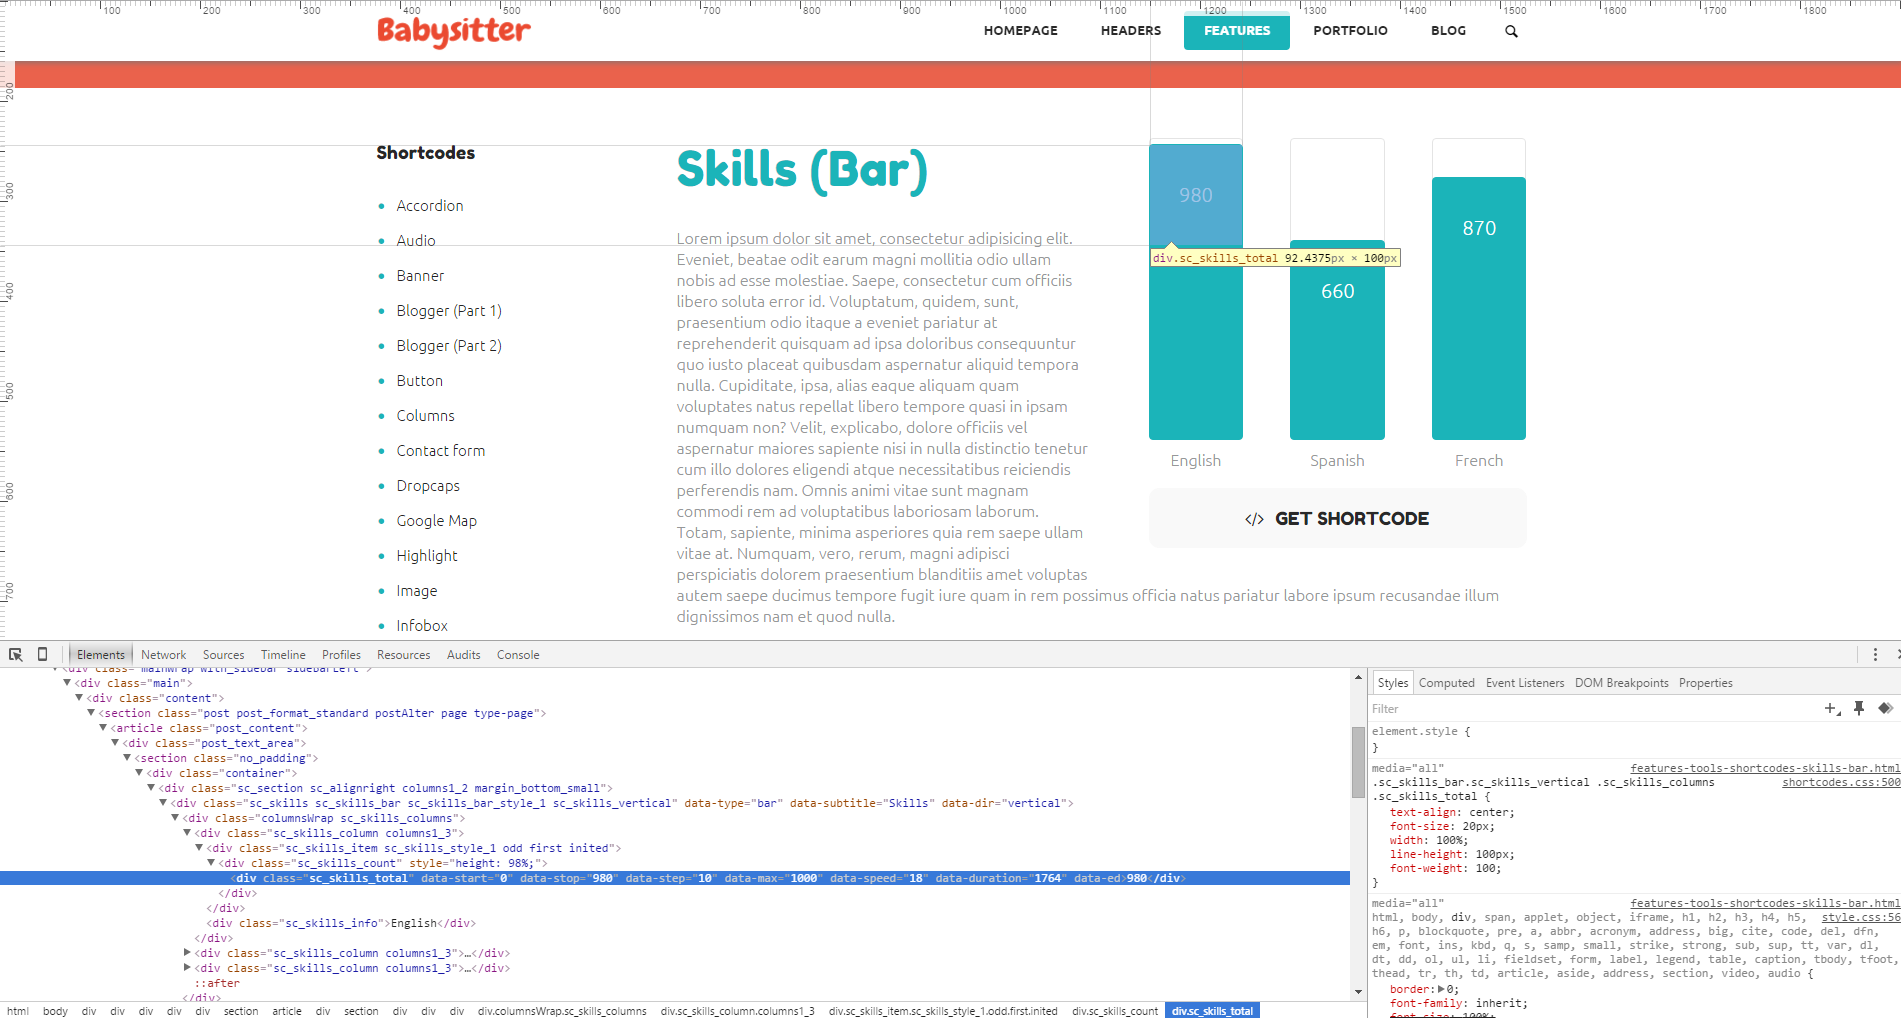 100 200 300 400 500 600 700 800 900 1000 1100 1200 1300 1400 1500 1600 1700 1800
Babysitter
HOMEPAGE HEADERS FEATURES PORTFOLIO BLOG
200
300
400
500
600
700
Shortcodes
Accordion
Audio
Banner
Blogger (Part 1)
Blogger (Part 2)
Button
Columns
Contact form
Dropcaps
Google Map
Highlight
Image
Infobox
Skills (Bar)
Lorem ipsum dolor sit amet, consectetur adipisicing elit.
Eveniet, beatae odit earum magni mollitia odio ullam
nobis ad esse molestiae. Saepe, consectetur cum officiis
libero soluta error id. Voluptatum, quidem, sunt,
praesentium odio itaque a eveniet pariatur at
reprehenderit quisquam ad ipsa doloribus consequuntur
quo iusto placeat quibusdam aspernatur aliquid tempora
nulla. Cupiditate, ipsa, alias eaque aliquam quam
voluptates natus repellat libero tempore quasi in ipsam
numquam non? Velit, explicabo, dolore officiis vel
aspernatur maiores sapiente nisi in nulla distinctio tenetur
cum illo dolores eligendi atque necessitatibus reiciendis
perferendis nam. Omnis animi vitae sunt magnam
commodi rem ad voluptatibus laboriosam laborum.
Totam, sapiente, minima asperiores quia rem saepe ullam
vitae at. Numquam, vero, rerum, magni adipisci
perspiciatis dolorem praesentium blanditiis amet voluptas
autem saepe ducimus tempore fugit iure quam in rem possimus officia natus pariatur labore ipsum recusandae illum
dignissimos nam et quod nulla.
980
870
div.sc_skills_total 92.4375px × 100px
660
English Spanish French
</> GET SHORTCODE
Elements Network Sources Timeline Profiles Resources Audits Console
<div class="mainWrap with_sidebar sideBarLeft">
<div class="main">
<div class="content">
<section class="post post_format_standard postAlter page type-page">
<article class="post_content">
<div class="post_text_area">
<section class="no_padding">
<div class="container">
<div class="sc_section sc_alignright columns1_2 margin_bottom_small">
<div class="sc_skills sc_skills_bar sc_skills_bar_style_1 sc_skills_vertical" data-type="bar" data-subtitle="Skills" data-dir="vertical">
<div class="columnsWrap sc_skills_columns">
<div class="sc_skills_column columns1_3">
<div class="sc_skills_item sc_skills_style_1 odd first inited">
<div class="sc_skills_count" style="height: 98%;">
<div class="sc_skills_total" data-start="0" data-stop="980" data-step="10" data-max="1000" data-speed="18" data-duration="1764" data-ed>980</div>
</div>
</div>
<div class="sc_skills_info">English</div>
</div>
<div class="sc_skills_column columns1_3">…</div>
<div class="sc_skills_column columns1_3">…</div>
::after
</div>
html body div div div div div section article div section div div div div.columnsWrap.sc_skills_columns div.sc_skills_column.columns1_3 div.sc_skills_item.sc_skills_style_1.odd.first.inited div.sc_skills_count div.sc_skills_total
Styles Computed Event Listeners DOM Breakpoints Properties
Filter
element.style {
}
media="all" features-tools-shortcodes-skills-bar.html
.sc_skills_bar.sc_skills_vertical .sc_skills_columns shortcodes.css:500
.sc_skills_total {
text-align: center;
font-size: 20px;
width: 100%;
line-height: 100px;
font-weight: 100;
}
media="all" features-tools-shortcodes-skills-bar.html
html, body, div, span, applet, object, iframe, h1, h2, h3, h4, h5, style.css:56
h6, p, blockquote, pre, a, abbr, acronym, address, big, cite, code, del, dfn,
em, font, ins, kbd, q, s, samp, small, strike, strong, sub, sup, tt, var, dl,
dt, dd, ol, ul, li, fieldset, form, label, legend, table, caption, tbody, tfoot,
thead, tr, th, td, article, aside, address, section, video, audio {
border: 0;
font-family: inherit;
font-size: 100%;